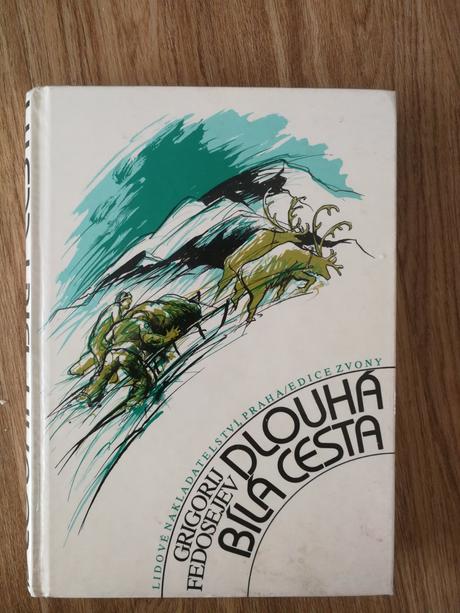 LIDOVÉ NAKLADATELSTVÍ, PRAHA/EDICE ZVONY
GRIGORIJ
FEDOSEJEV
DLOUHÁ
BÍLÁ CESTA